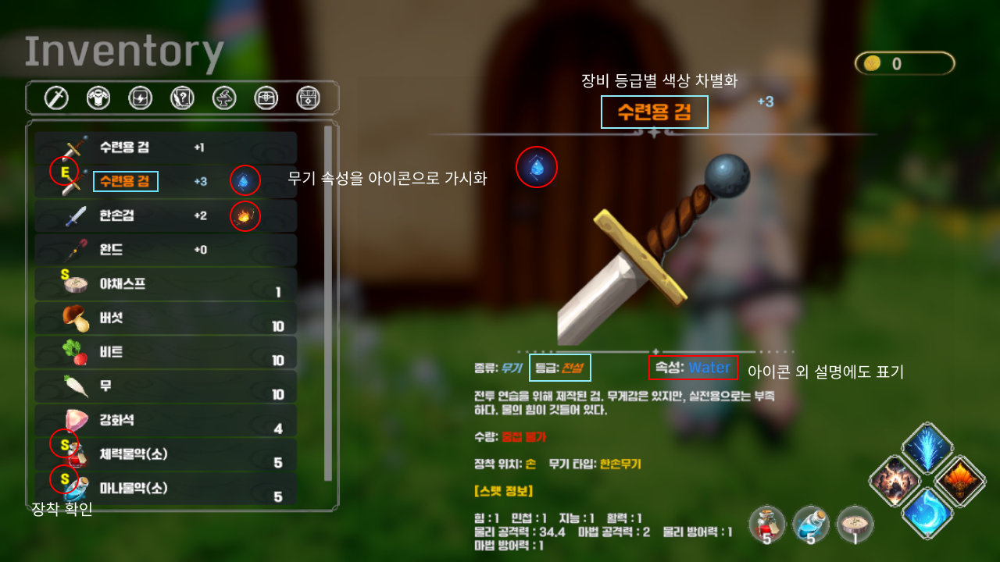 Inventory
0
장비 등급별 색상 차별화
수련용 검 +3
수련용 검 +1
E 수련용 검 +3
무기 속성을 아이콘으로 가시화
한손검 +2
완드 +0
S 야채스프 1
버섯 10
비트 10
무 10
강화석 4
S 체력물약(소) 5
S 마나물약(소) 5
장착 확인
종류: 무기 등급: 전설 속성: Water
아이콘 외 설명에도 표기
전투 연습을 위해 제작된 검. 무게감은 있지만, 실전용으로는 부족
하다. 물의 힘이 깃들어 있다.
수량: 중첩 불가
장착 위치: 손 무기 타입: 한손무기
[스탯 정보]
힘 : 1 민첩 : 1 지능 : 1 활력 : 1
물리 공격력 : 34.4 마법 공격력 : 2 물리 방어력 : 1
마법 방어력 : 1
5 5 1